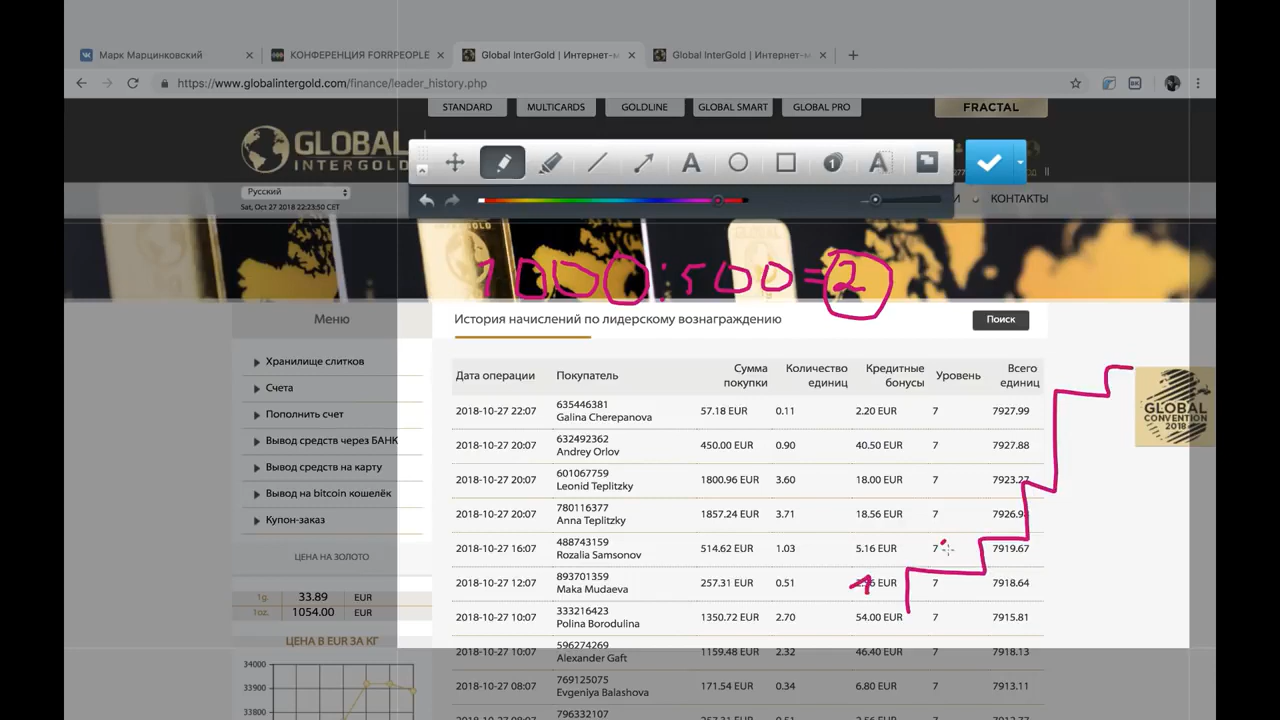 Марк Марцинковский
КОНФЕРЕНЦИЯ FORRPEOPLE
Global InterGold | Интернет-м
Global InterGold | Интернет-м
https://www.globalintergold.com/finance/leader_history.php
STANDARD MULTICARDS GOLDLINE GLOBAL SMART GLOBAL PRO FRACTAL
GLOBAL
INTERGOLD
Русский
Sat, Oct 27 2018 22:23:50 CET
КОНТАКТЫ
1000:500=2
Меню
Хранилище слитков
Счета
Пополнить счет
Вывод средств через БАНК
Вывод средств на карту
Вывод на bitcoin кошелёк
Купон-заказ
ЦЕНА НА ЗОЛОТО
1g. 33.89 EUR
1oz. 1054.00 EUR
ЦЕНА В EUR ЗА КГ
34000
33900
33800
История начислений по лидерскому вознаграждению
Поиск
Дата операции Покупатель Сумма покупки Количество единиц Кредитные бонусы Уровень Всего единиц
2018-10-27 22:07 635446381 Galina Cherepanova 57.18 EUR 0.11 2.20 EUR 7 7927.99
2018-10-27 20:07 632492362 Andrey Orlov 450.00 EUR 0.90 40.50 EUR 7 7927.88
2018-10-27 20:07 601067759 Leonid Teplitzky 1800.96 EUR 3.60 18.00 EUR 7
2018-10-27 20:07 780116377 Anna Teplitzky 1857.24 EUR 3.71 18.56 EUR 7
2018-10-27 16:07 488743159 Rozalia Samsonov 514.62 EUR 1.03 5.16 EUR 7 7919.67
2018-10-27 12:07 893701359 Maka Mudaeva 257.31 EUR 0.51 EUR 7 7918.64
2018-10-27 10:07 333216423 Polina Borodulina 1350.72 EUR 2.70 54.00 EUR 7 7915.81
2018-10-27 10:07 596274269 Alexander Gaft 1159.48 EUR 2.32 46.40 EUR 7 7918.13
2018-10-27 08:07 769125075 Evgeniya Balashova 171.54 EUR 0.34 6.80 EUR 7 7913.11
796332107
GLOBAL
CONVENTION
2018
1